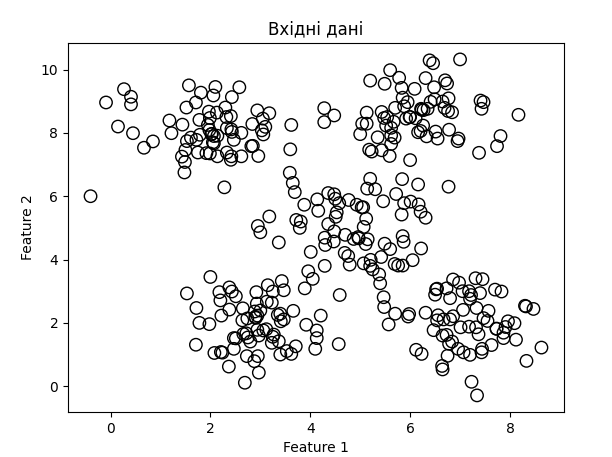 Вхідні дані
10
8
6
4
2
0
Feature 2
0 2 4 6 8
Feature 1